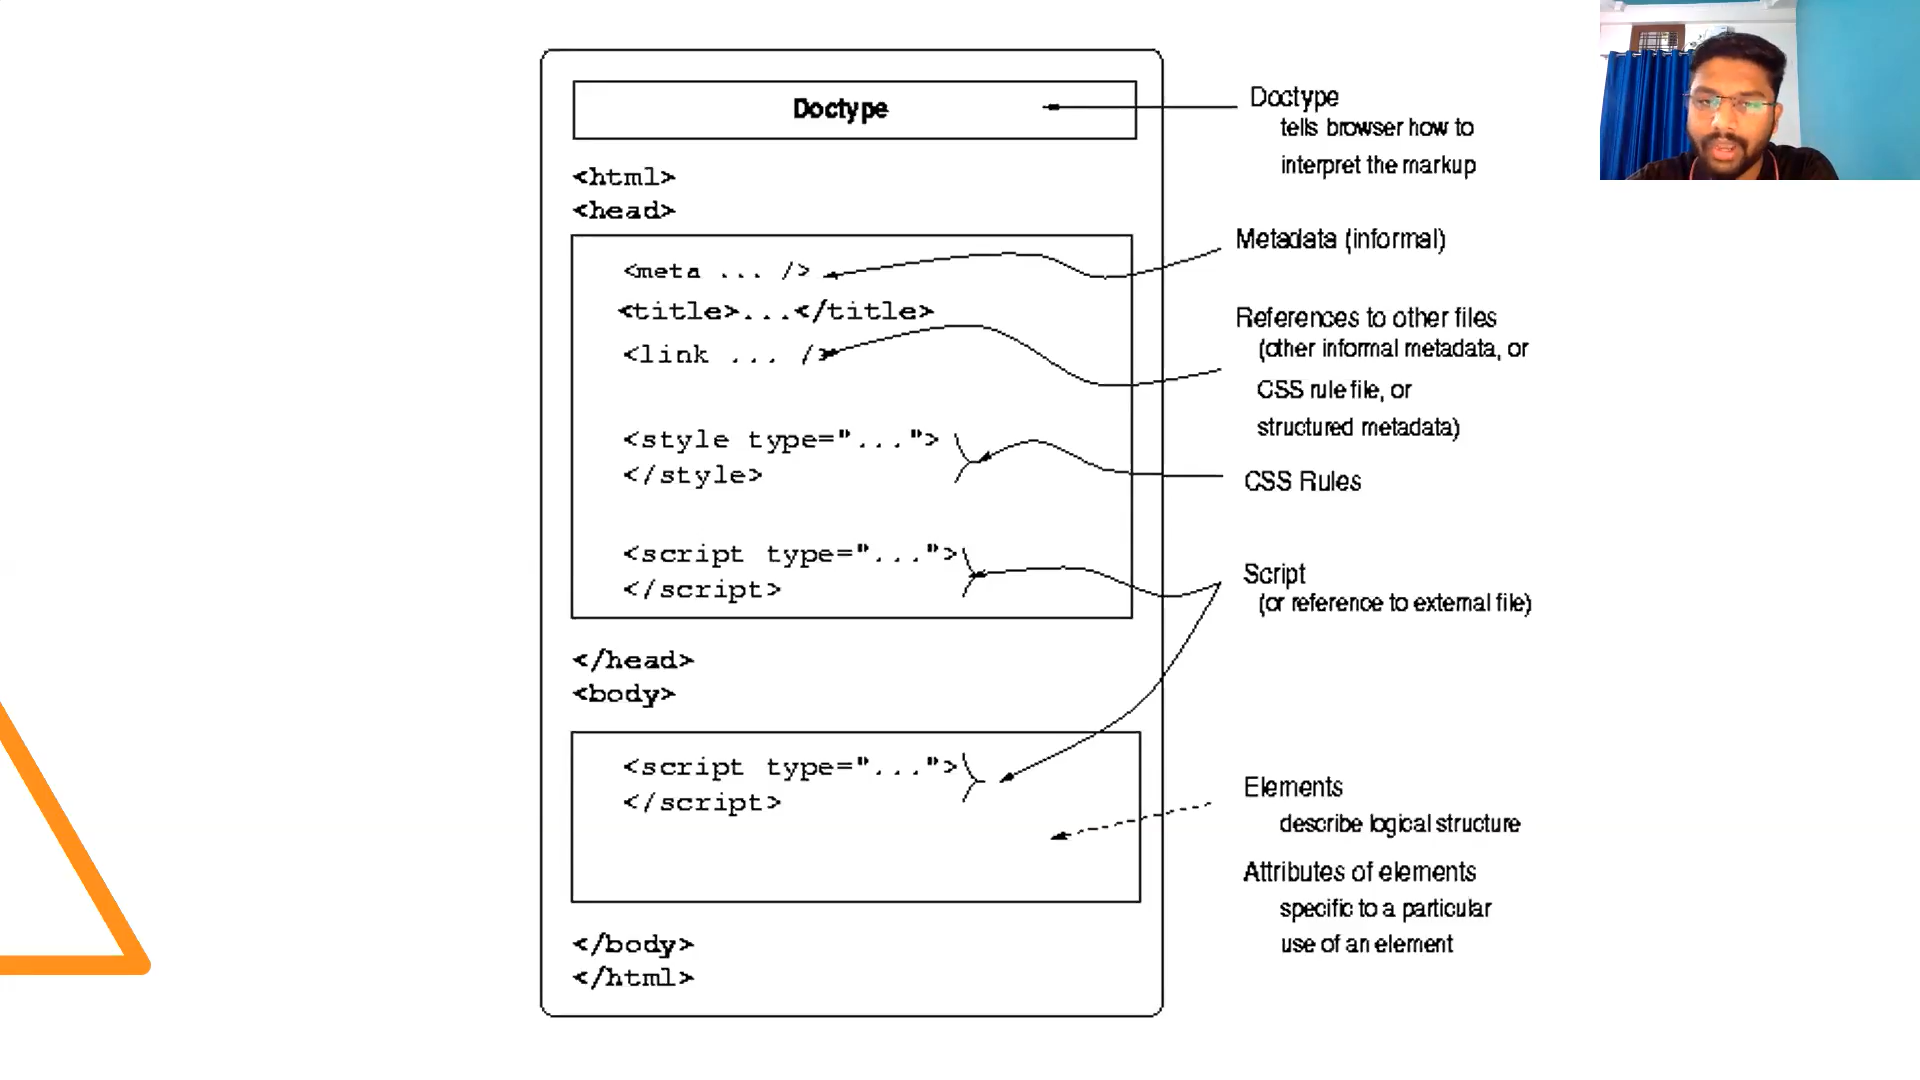 Doctype
<html>
<head>
<meta ... />
<title>...</title>
<link ... />
<style type="...">
</style>
<script type="...">
</script>
</head>
<body>
<script type="...">
</script>
</body>
</html>
Doctype
tells browser how to
interpret the markup
Metadata (informal)
References to other files
(other informal metadata, or
CSS rule file, or
structured metadata)
CSS Rules
Script
(or reference to external file)
Elements
describe logical structure
Attributes of elements
specific to a particular
use of an element